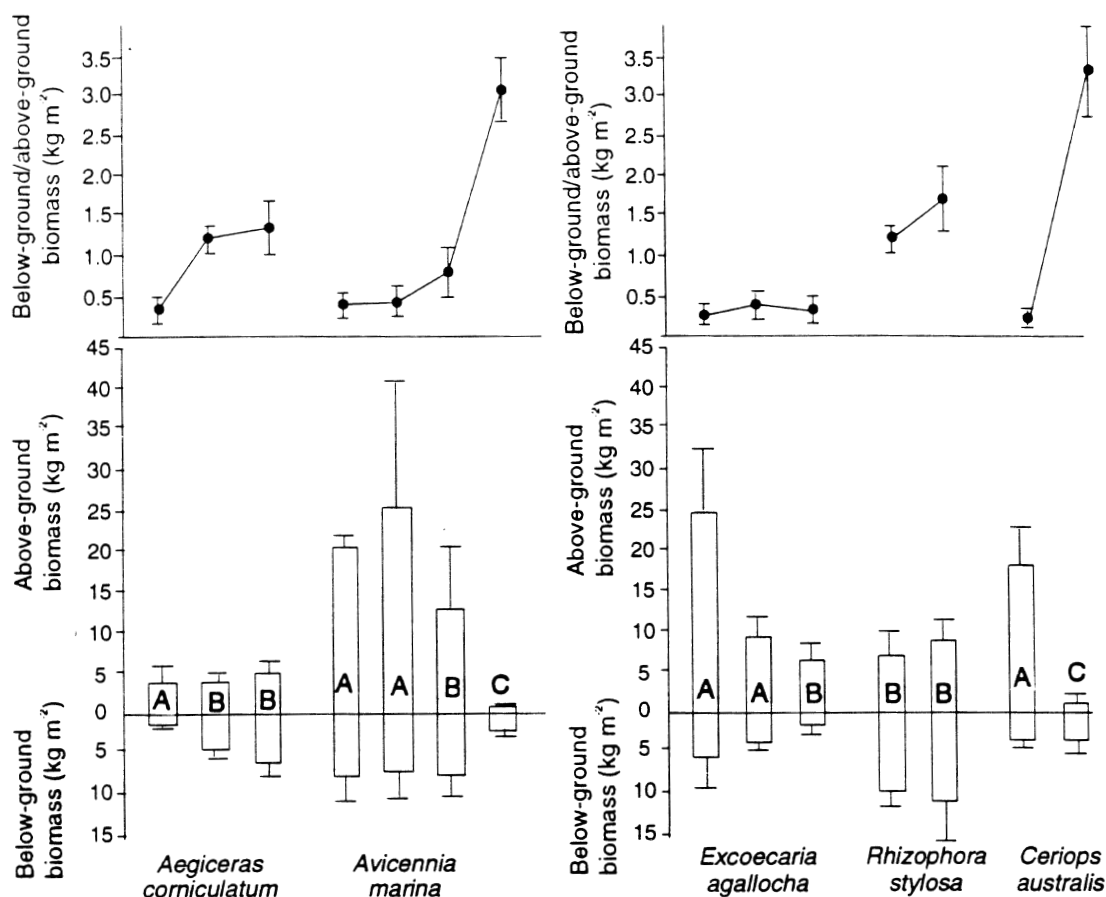 Below-ground/above-ground
biomass (kg m⁻²)
3.5
3.0
2.5
2.0
1.5
1.0
0.5
Above-ground
biomass (kg m⁻²)
Below-ground
biomass (kg m⁻²)
45
40
35
30
25
20
15
10
5
0
5
10
15
A
B
B
A
A
B
C
Aegiceras
corniculatum
Avicennia
marina
Below-ground/above-ground
biomass (kg m⁻²)
3.5
3.0
2.5
2.0
1.5
1.0
0.5
Above-ground
biomass (kg m⁻²)
Below-ground
biomass (kg m⁻²)
45
40
35
30
25
20
15
10
5
0
5
10
15
A
A
B
B
B
A
C
Excoecaria
agallocha
Rhizophora
stylosa
Ceriops
australis